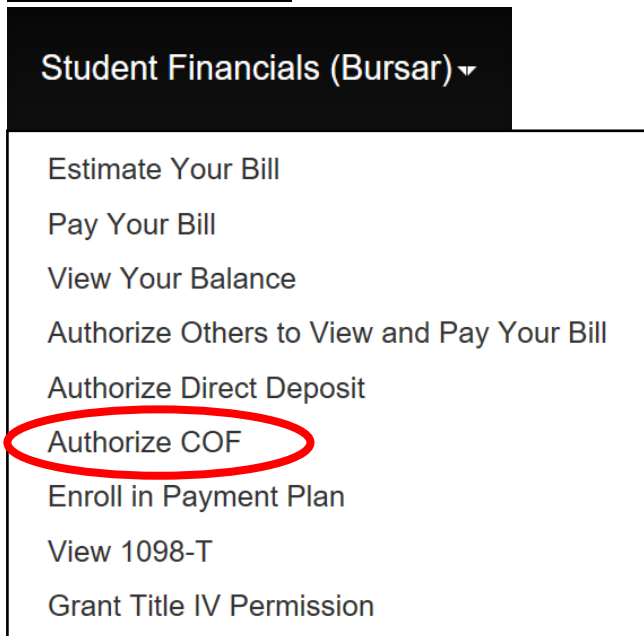 Student Financials (Bursar)
Estimate Your Bill
Pay Your Bill
View Your Balance
Authorize Others to View and Pay Your Bill
Authorize Direct Deposit
Authorize COF
Enroll in Payment Plan
View 1098-T
Grant Title IV Permission